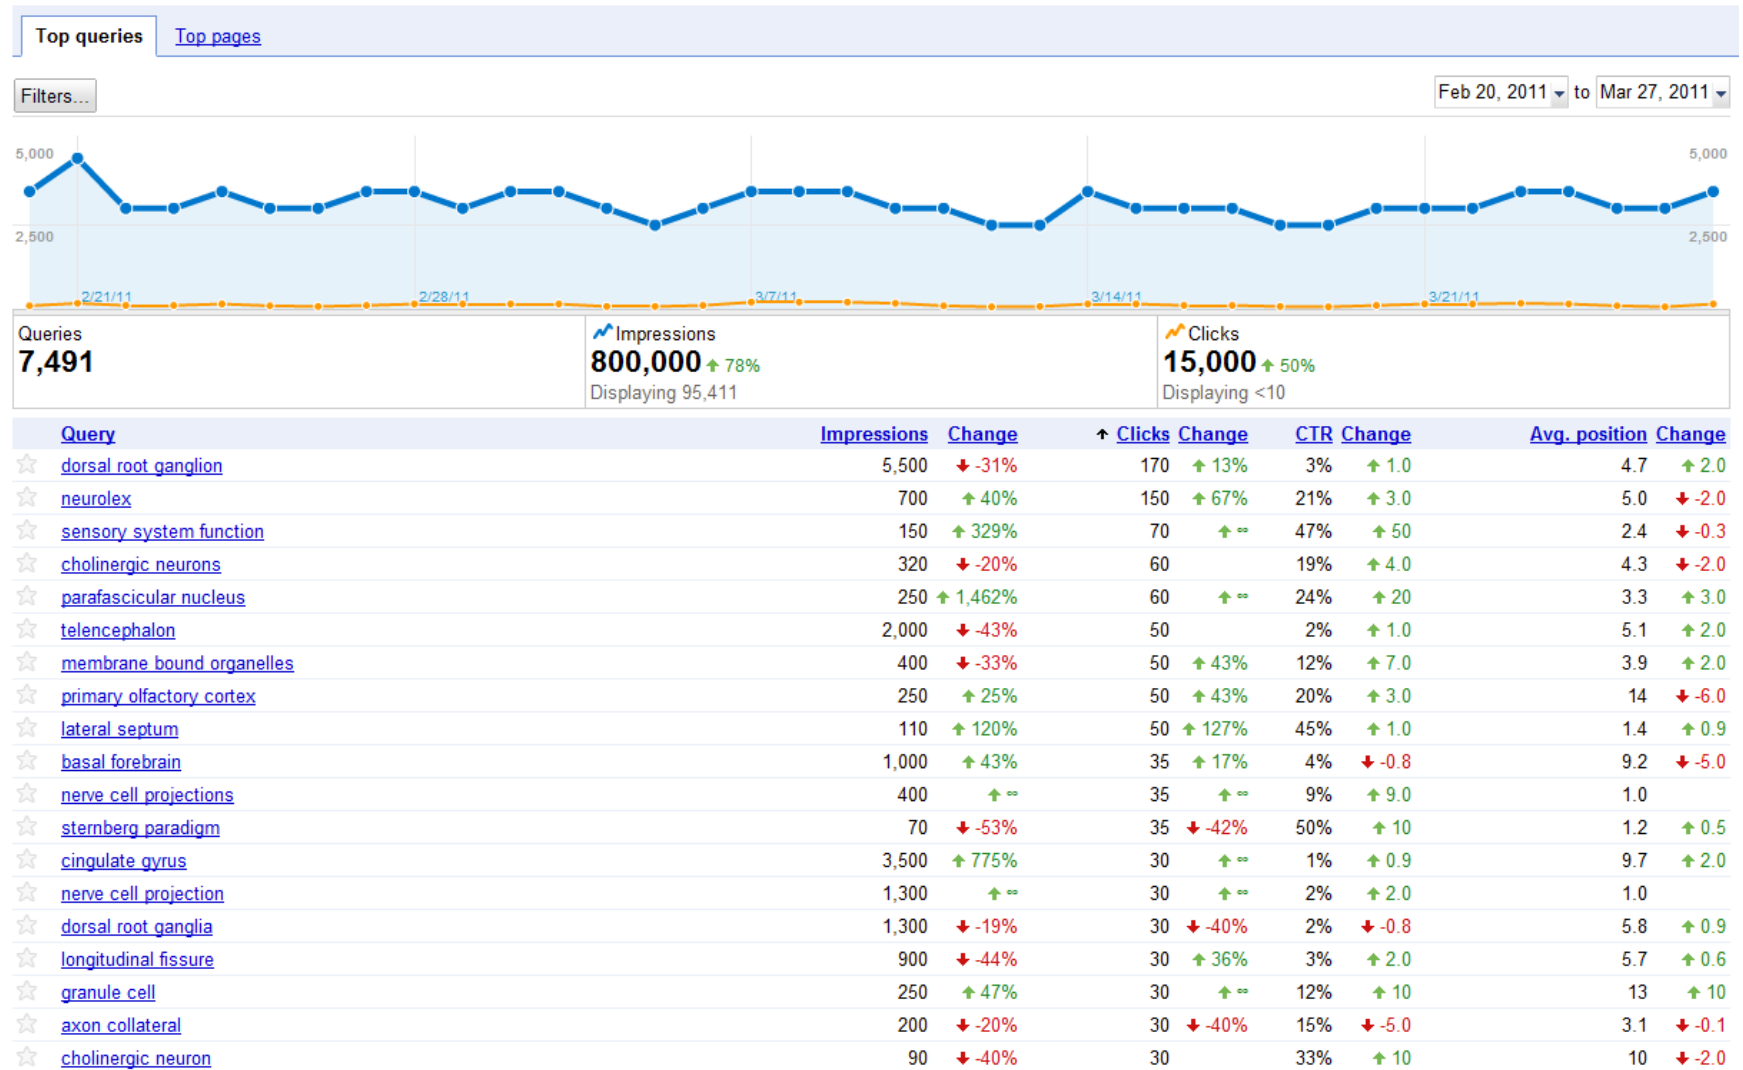 Top queries Top pages
Filters... Feb 20, 2011 to Mar 27, 2011
5,000 5,000
2,500 2,500
2/21/11 2/28/11 3/7/11 3/14/11 3/21/11
Queries Impressions Clicks
7,491 800,000 78% 15,000 50%
Displaying 95,411 Displaying <10
Query Impressions Change Clicks Change CTR Change Avg. position Change
dorsal root ganglion 5,500 -31% 170 13% 3% 1.0 4.7 2.0
neurolex 700 40% 150 67% 21% 3.0 5.0 -2.0
sensory system function 150 329% 70 ∞ 47% 50 2.4 -0.3
cholinergic neurons 320 -20% 60 19% 4.0 4.3 -2.0
parafascicular nucleus 250 1,462% 60 ∞ 24% 20 3.3 3.0
telencephalon 2,000 -43% 50 2% 1.0 5.1 2.0
membrane bound organelles 400 -33% 50 43% 12% 7.0 3.9 2.0
primary olfactory cortex 250 25% 50 43% 20% 3.0 14 -6.0
lateral septum 110 120% 50 127% 45% 1.0 1.4 0.9
basal forebrain 1,000 43% 35 17% 4% -0.8 9.2 -5.0
nerve cell projections 400 ∞ 35 ∞ 9% 9.0 1.0
sternberg paradigm 70 -53% 35 -42% 50% 10 1.2 0.5
cingulate gyrus 3,500 775% 30 ∞ 1% 0.9 9.7 2.0
nerve cell projection 1,300 ∞ 30 ∞ 2% 2.0 1.0
dorsal root ganglia 1,300 -19% 30 -40% 2% -0.8 5.8 0.9
longitudinal fissure 900 -44% 30 36% 3% 2.0 5.7 0.6
granule cell 250 47% 30 ∞ 12% 10 13 10
axon collateral 200 -20% 30 -40% 15% -5.0 3.1 -0.1
cholinergic neuron 90 -40% 30 33% 10 10 -2.0